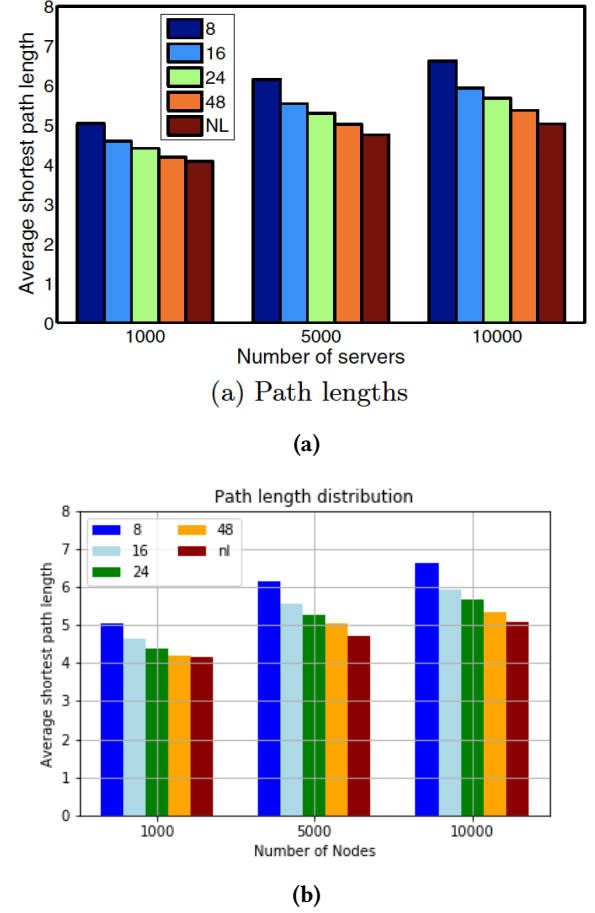 8
7
6
5
4
3
2
1
0
Average shortest path length
8
16
24
48
NL
1000 5000 10000
Number of servers
(a) Path lengths
(a)
Path length distribution
8
7
6
5
4
3
2
1
0
Average shortest path length
8 48
16 nl
24
1000 5000 10000
Number of Nodes
(b)